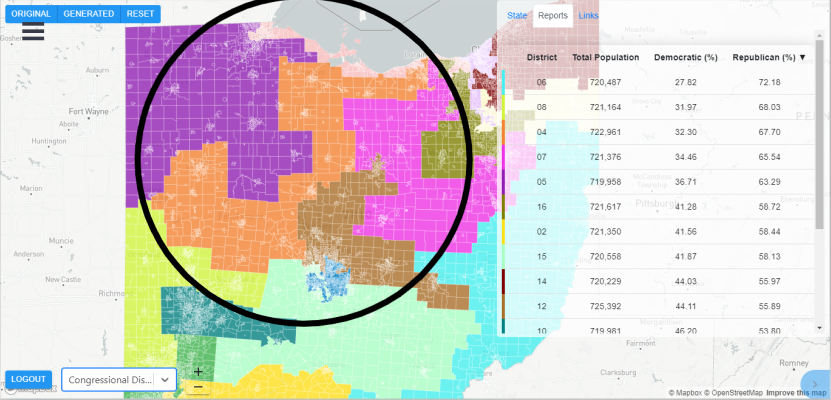 ORIGINAL GENERATED RESET
State Reports Links
District Total Population Democratic (%) Republican (%) ▼
06 720,487 27.82 72.18
08 721,164 31.97 68.03
04 722,961 32.30 67.70
07 721,376 34.46 65.54
05 719,958 36.71 63.29
16 721,617 41.28 58.72
02 721,350 41.56 58.44
15 720,558 41.87 58.13
14 720,229 44.03 55.97
12 725,392 44.11 55.89
10 719,981 46.20 53.80
Auburn
Fort Wayne
Aboite
Huntington
Marion
Muncie
Anderson
New Castle
Richmo
Pittsburgh
Fairmont
Clarksburg
Romney
LOGOUT
Congressional Dis...
+
−
© Mapbox © OpenStreetMap Improve this map